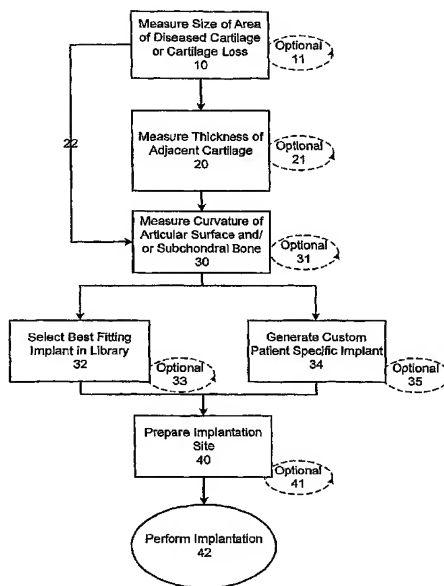 Measure Size of Area
of Diseased Cartilage
or Cartilage Loss
10
Optional
11
22
Measure Thickness of
Adjacent Cartilage
20
Optional
21
Measure Curvature of
Articular Surface and/
or Subchondral Bone
30
Optional
31
Select Best Fitting
Implant in Library
32
Optional
33
Generate Custom
Patient Specific Implant
34
Optional
35
Prepare Implantation
Site
40
Optional
41
Perform Implantation
42